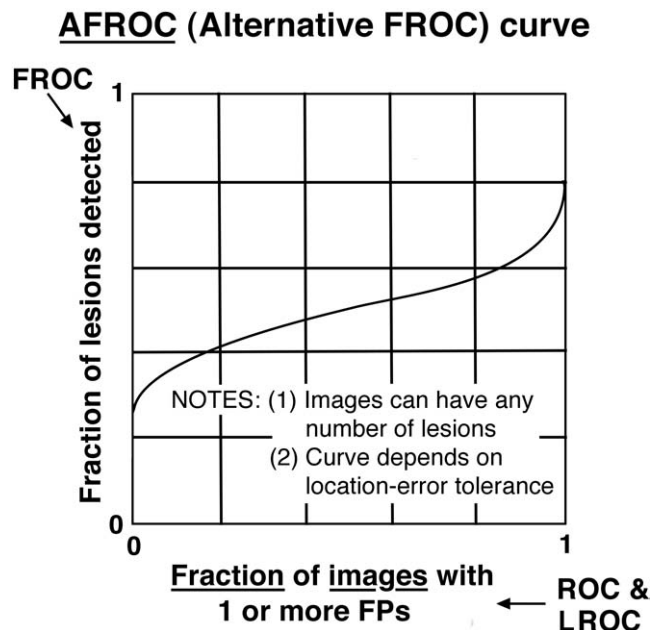 AFROC (Alternative FROC) curve
FROC
1
Fraction of lesions detected
NOTES: (1) Images can have any
number of lesions
(2) Curve depends on
location-error tolerance
0
0
1
Fraction of images with
1 or more FPs
ROC &
LROC